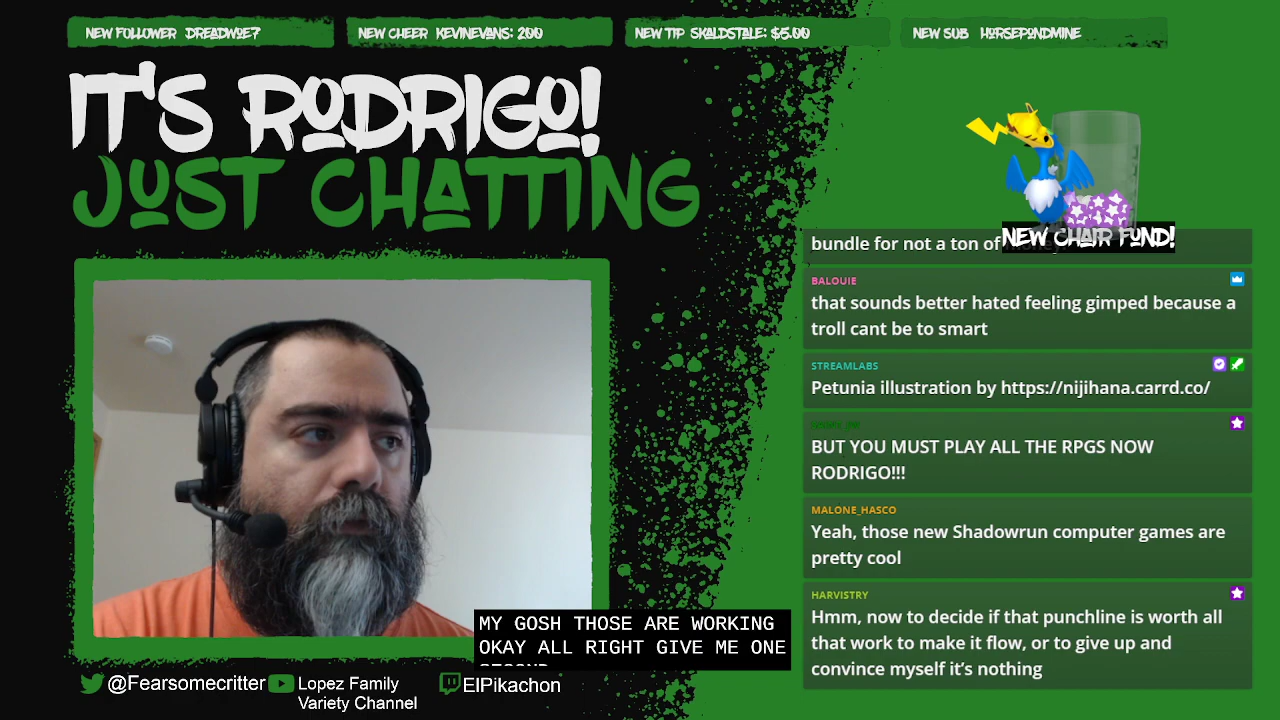 NEW FOLLOWER DREADWOE7
NEW CHEER KEVINEVANS: 200
NEW TIP SKALDSTALE: $5.00
NEW SUB HORSEPONDMINE
IT'S RODRIGO!
JUST CHATTING
NEW CHAIR FUND!
bundle for not a ton of
BALOUIE
that sounds better hated feeling gimped because a
troll cant be to smart
STREAMLABS
Petunia illustration by https://nijihana.carrd.co/
BUT YOU MUST PLAY ALL THE RPGS NOW
RODRIGO!!!
MALONE_HASCO
Yeah, those new Shadowrun computer games are
pretty cool
HARVISTRY
Hmm, now to decide if that punchline is worth all
that work to make it flow, or to give up and
convince myself it's nothing
MY GOSH THOSE ARE WORKING
OKAY ALL RIGHT GIVE ME ONE
SECOND
@Fearsomecritter
Lopez Family
Variety Channel
ElPikachon